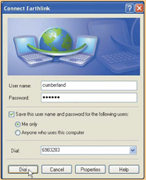 Connect Earthlink
User name: cumberland
Password: ••••••
Save this user name and password for the following users:
Me only
Anyone who uses this computer
Dial: 6963283
Dial Cancel Properties Help